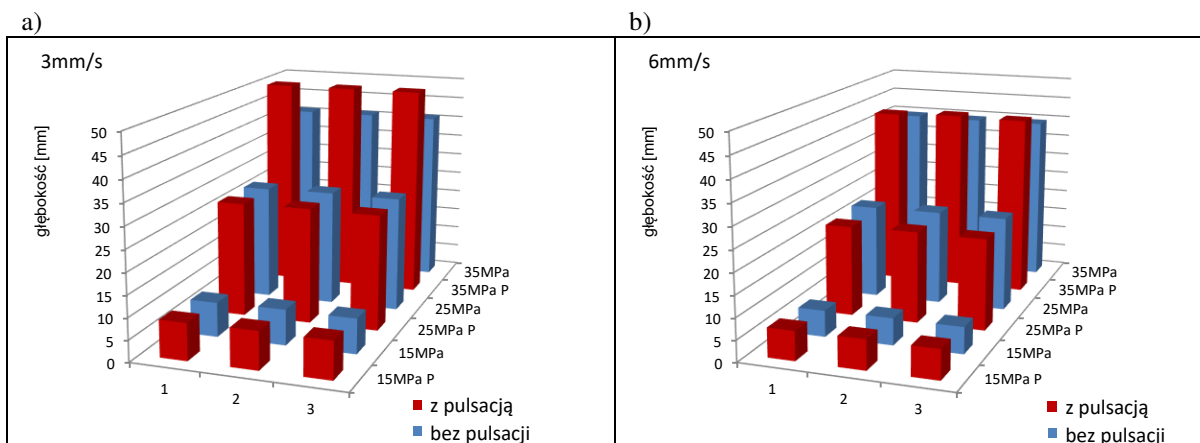 a)
3mm/s
głębokość [mm]
50
45
40
35
30
25
20
15
10
5
0
1
2
3
35MPa
35MPa P
25MPa
25MPa P
15MPa
15MPa P
z pulsacją
bez pulsacji
b)
6mm/s
głębokość [mm]
50
45
40
35
30
25
20
15
10
5
0
1
2
3
35MPa
35MPa P
25MPa
25MPa P
15MPa
15MPa P
z pulsacją
bez pulsacji